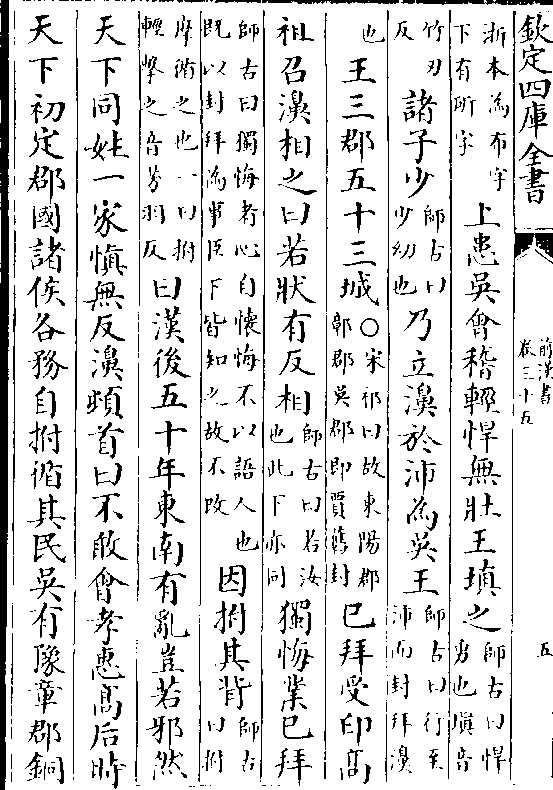 欽定四庫全書
前漢書
卷三十五
五
浙本為布字
下有斫字
上患吳會稽輕悍無壯王塡之
師古曰悍
勇也塡音
竹刃
反
諸子少
師古曰
少幼也
乃立濞於沛為吳王
師古曰行至
沛而封拜濞
也
王三郡五十三城
○宋祁曰故東陽郡
鄣郡吳郡即賈舊封
已拜受印高
祖召濞相之曰若狀有反相
師古曰若汝
也此下亦同
獨悔業已拜
師古曰獨悔者心自懷悔不以語人也
既以封拜為事臣下皆知之故不改
因拊其背
師古
曰拊
摩循之也一曰拊
輕擊之音芳羽反
曰漢後五十年東南有亂豈若邪然
天下同姓一家慎無反濞頓首曰不敢會孝惠高后時
天下初定郡國諸侯各務自拊循其民吳有豫章郡銅